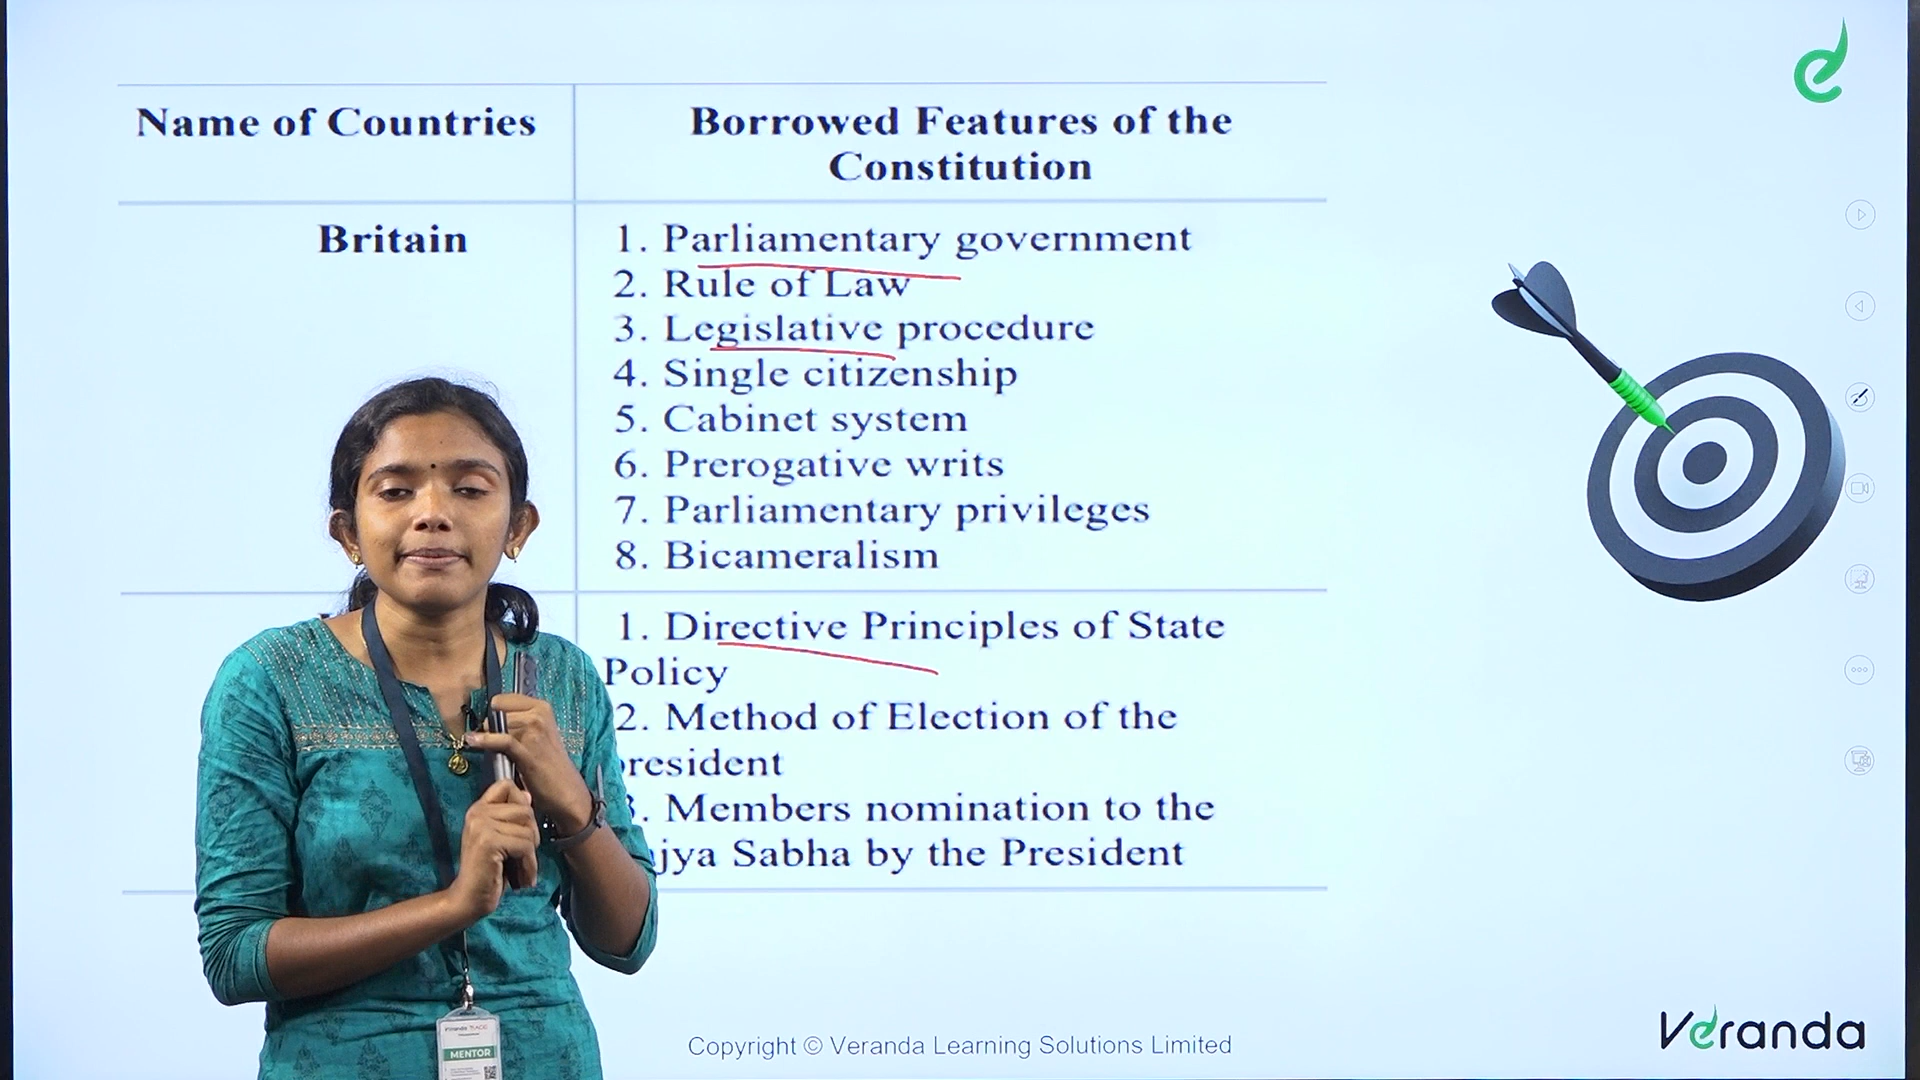 Name of Countries
Borrowed Features of the
Constitution
Britain
1. Parliamentary government
2. Rule of Law
3. Legislative procedure
4. Single citizenship
5. Cabinet system
6. Prerogative writs
7. Parliamentary privileges
8. Bicameralism
1. Directive Principles of State
Policy
2. Method of Election of the
president
3. Members nomination to the
jya Sabha by the President
MENTOR
Copyright © Veranda Learning Solutions Limited
Veranda